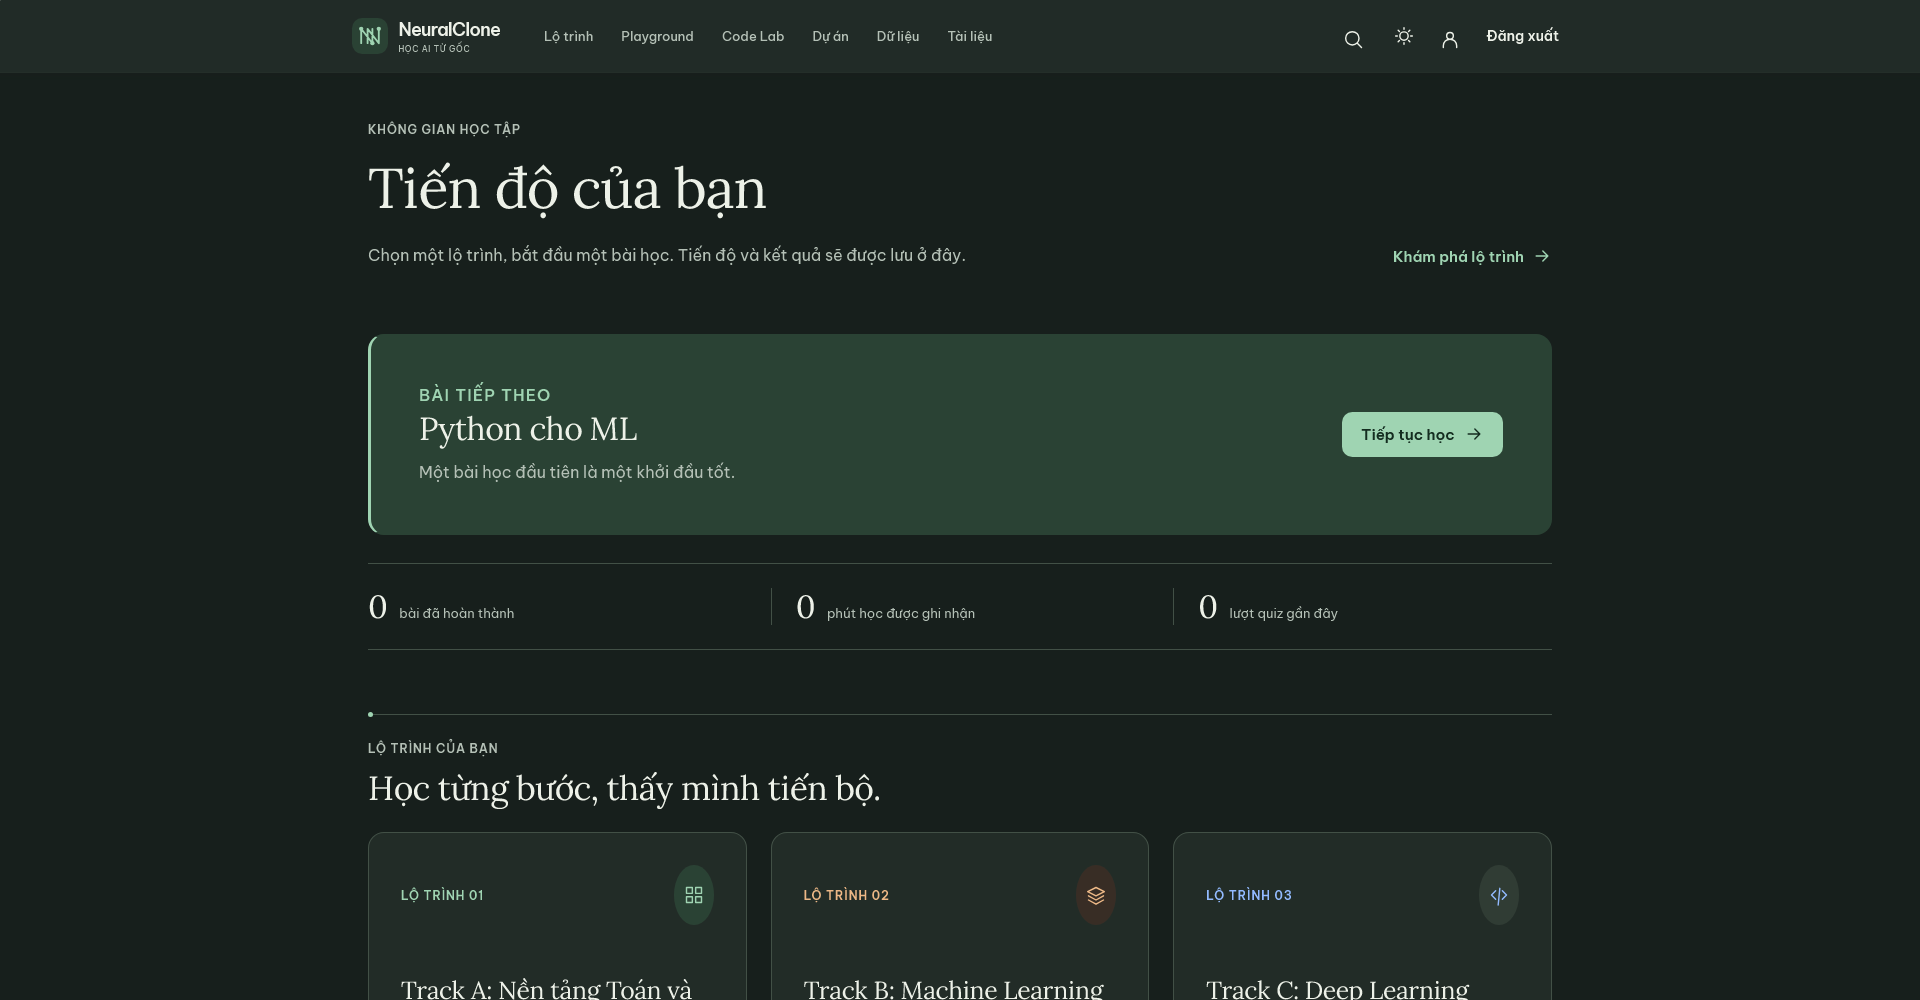 NeuralClone
HỌC AI TỪ GỐC
Lộ trình
Playground
Code Lab
Dự án
Dữ liệu
Tài liệu
Đăng xuất
KHÔNG GIAN HỌC TẬP
Tiến độ của bạn
Chọn một lộ trình, bắt đầu một bài học. Tiến độ và kết quả sẽ được lưu ở đây.
Khám phá lộ trình
BÀI TIẾP THEO
Python cho ML
Một bài học đầu tiên là một khởi đầu tốt.
Tiếp tục học
0 bài đã hoàn thành
0 phút học được ghi nhận
0 lượt quiz gần đây
LỘ TRÌNH CỦA BẠN
Học từng bước, thấy mình tiến bộ.
LỘ TRÌNH 01
LỘ TRÌNH 02
LỘ TRÌNH 03
Track A: Nền tảng Toán và
Track B: Machine Learning
Track C: Deep Learning